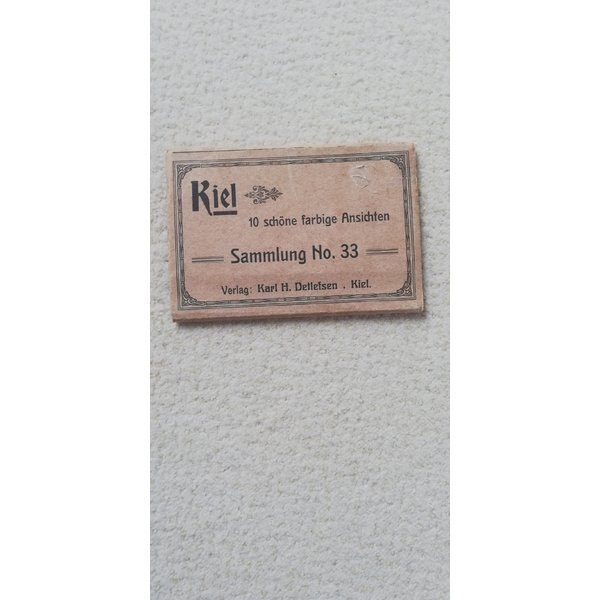 Kiel
10 schöne farbige Ansichten
Sammlung No. 33
Verlag: Karl H. Detlefsen . Kiel.